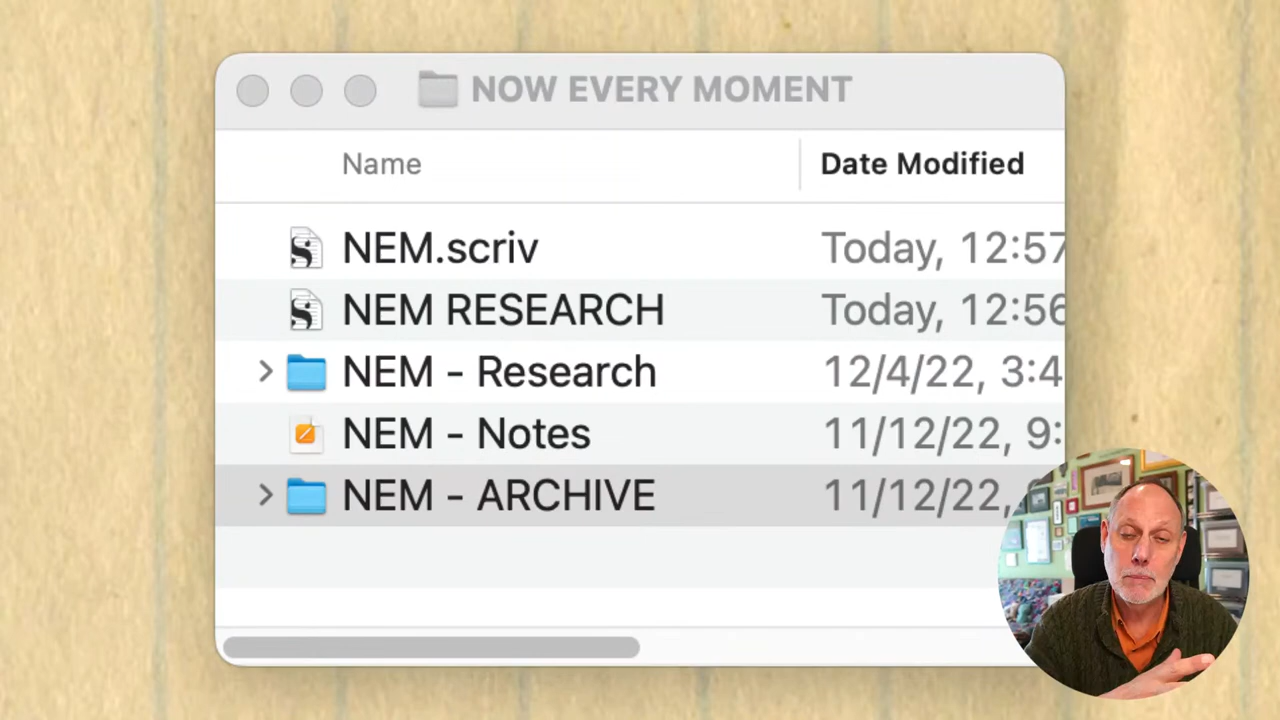 NOW EVERY MOMENT
Name Date Modified
NEM.scriv Today, 12:57
NEM RESEARCH Today, 12:56
NEM - Research 12/4/22, 3:4
NEM - Notes 11/12/22, 9:
NEM - ARCHIVE 11/12/22,